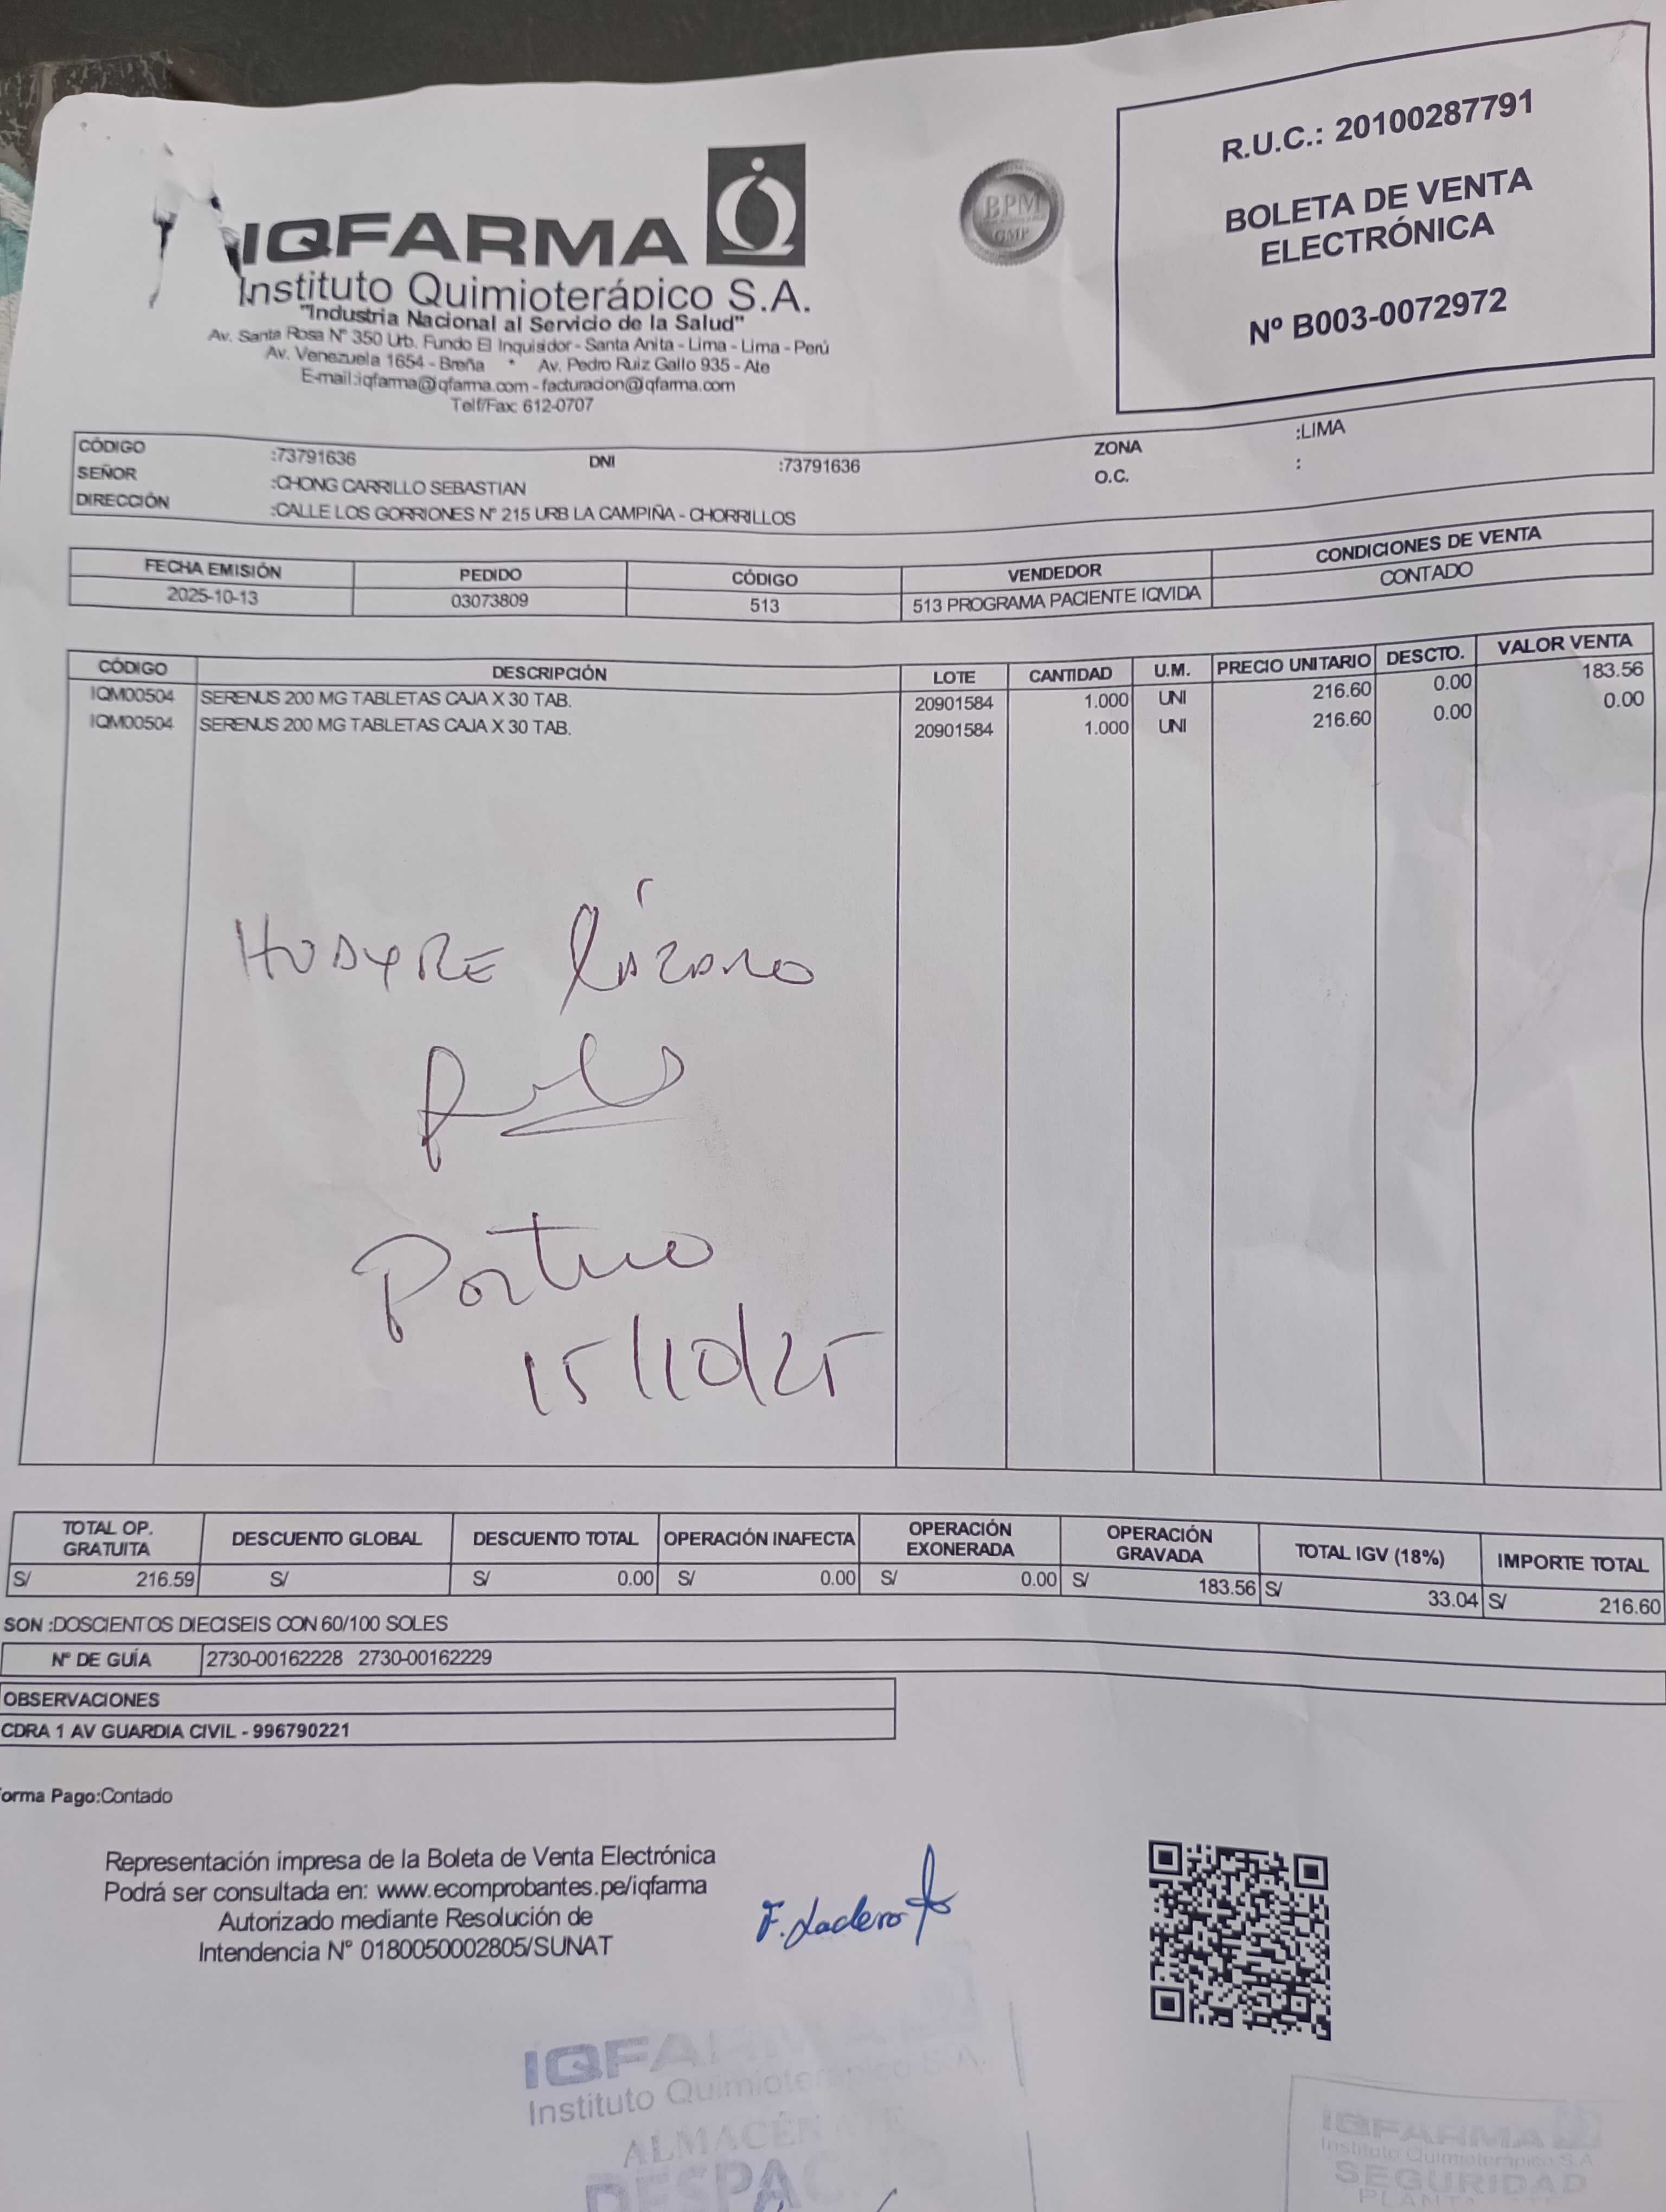 IQFARMA
Instituto Quimioterápico S.A.
"Industria Nacional al Servicio de la Salud"
Av. Santa Rosa N° 350 Urb. Fundo El Inquisidor - Santa Anita - Lima - Lima - Perú
Av. Venezuela 1654 - Breña * Av. Pedro Ruiz Gallo 935 - Ate
E-mail:iqfarma@iqfarma.com - facturacion@iqfarma.com
Telf/Fax: 612-0707
BPM
GMP
R.U.C.: 20100287791
BOLETA DE VENTA
ELECTRÓNICA
Nº B003-0072972
CÓDIGO :73791636 DNI :73791636 ZONA :LIMA
SEÑOR :CHONG CARRILLO SEBASTIAN O.C. :
DIRECCIÓN :CALLE LOS GORRIONES N° 215 URB LA CAMPIÑA - CHORRILLOS
FECHA EMISIÓN PEDIDO CÓDIGO VENDEDOR CONDICIONES DE VENTA
2025-10-13 03073809 513 513 PROGRAMA PACIENTE IQVIDA CONTADO
CÓDIGO DESCRIPCIÓN LOTE CANTIDAD U.M. PRECIO UNITARIO DESCTO. VALOR VENTA
IQM00504 SERENUS 200 MG TABLETAS CAJA X 30 TAB. 20901584 1.000 UNI 216.60 0.00 183.56
IQM00504 SERENUS 200 MG TABLETAS CAJA X 30 TAB. 20901584 1.000 UNI 216.60 0.00 0.00
HUAYRE Lázaro
15/10/25
TOTAL OP. GRATUITA DESCUENTO GLOBAL DESCUENTO TOTAL OPERACIÓN INAFECTA OPERACIÓN EXONERADA OPERACIÓN GRAVADA TOTAL IGV (18%) IMPORTE TOTAL
S/ 216.59 S/ S/ 0.00 S/ 0.00 S/ 0.00 S/ 183.56 S/ 33.04 S/ 216.60
SON :DOSCIENTOS DIECISEIS CON 60/100 SOLES
N° DE GUÍA 2730-00162228 2730-00162229
OBSERVACIONES
CDRA 1 AV GUARDIA CIVIL - 996790221
orma Pago:Contado
Representación impresa de la Boleta de Venta Electrónica
Podrá ser consultada en: www.ecomprobantes.pe/iqfarma
Autorizado mediante Resolución de
Intendencia N° 0180050002805/SUNAT
IQFARMA
Instituto Quimioterápico S.A.
ALMACÉN ATE
IQFARMA
Instituto Quimioterápico S.A
SEGURIDAD